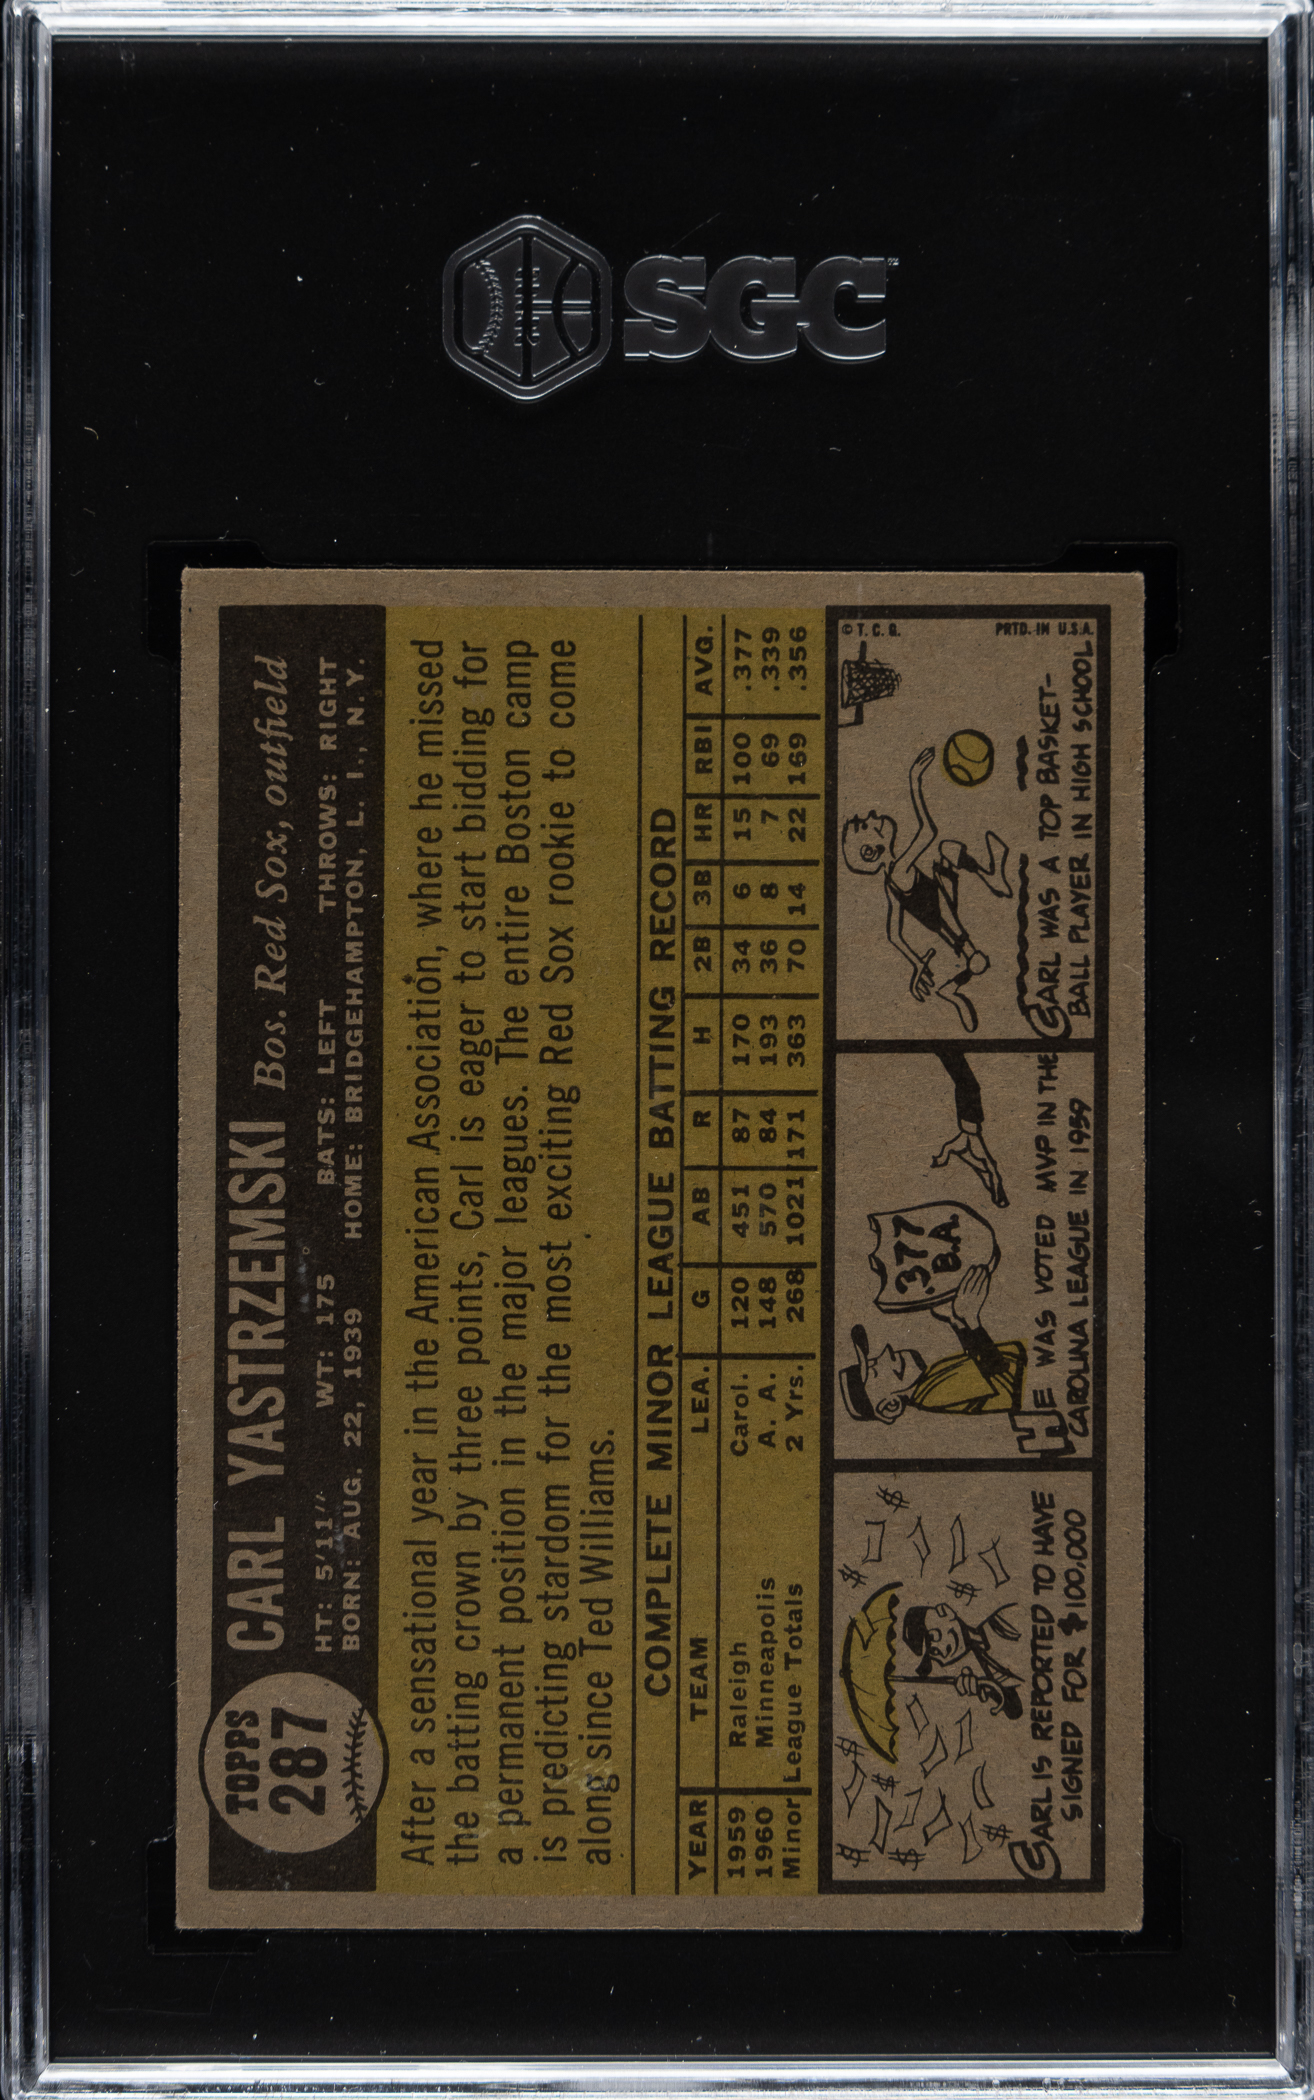 SGC
TOPPS
287
CARL YASTRZEMSKI Bos. Red Sox, outfield
HT: 5'11" WT: 175 BATS: LEFT THROWS: RIGHT
BORN: AUG. 22, 1939 HOME: BRIDGEHAMPTON, L. I., N.Y.
After a sensational year in the American Association, where he missed
the batting crown by three points, Carl is eager to start bidding for
a permanent position in the major leagues. The entire Boston camp
is predicting stardom for the most exciting Red Sox rookie to come
along since Ted Williams.
COMPLETE MINOR LEAGUE BATTING RECORD
YEAR TEAM LEA. G AB R H 2B 3B HR RBI AVG.
1959 Raleigh Carol. 120 451 87 170 34 6 15 100 .377
1960 Minneapolis A. A. 148 570 84 193 36 8 7 69 .339
Minor League Totals 2 Yrs. 268 1021 171 363 70 14 22 169 .356
$ $ $ $ $ $ $
CARL IS REPORTED TO HAVE
SIGNED FOR $100,000
.377
B.A.
HE WAS VOTED MVP IN THE
CAROLINA LEAGUE IN 1959
© T. C. G.
PRTD. IN U.S.A.
CARL WAS A TOP BASKET-
BALL PLAYER IN HIGH SCHOOL